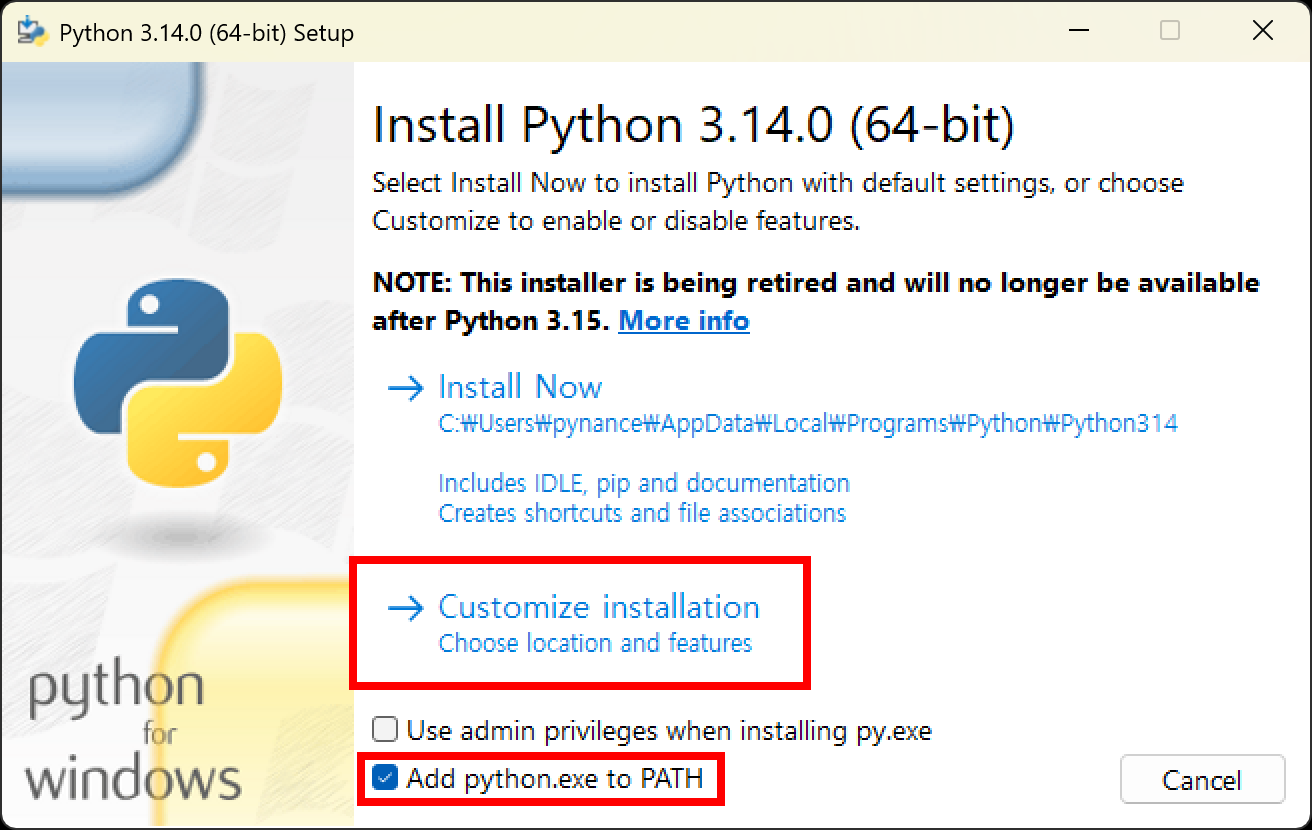 Python 3.14.0 (64-bit) Setup
Install Python 3.14.0 (64-bit)
Select Install Now to install Python with default settings, or choose
Customize to enable or disable features.
NOTE: This installer is being retired and will no longer be available
after Python 3.15. More info
→ Install Now
C:₩Users₩pynance₩AppData₩Local₩Programs₩Python₩Python314
Includes IDLE, pip and documentation
Creates shortcuts and file associations
→ Customize installation
Choose location and features
Use admin privileges when installing py.exe
Add python.exe to PATH
Cancel
python
for
windows